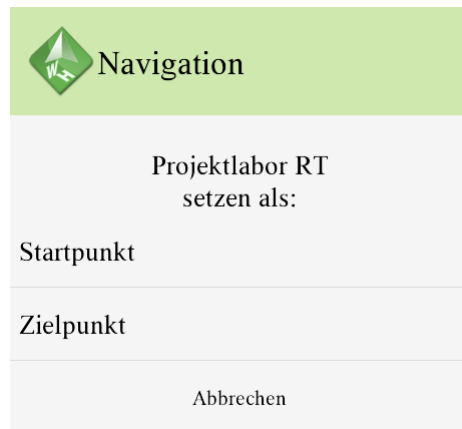 W H
Navigation
Projektlabor RT
setzen als:
Startpunkt
Zielpunkt
Abbrechen